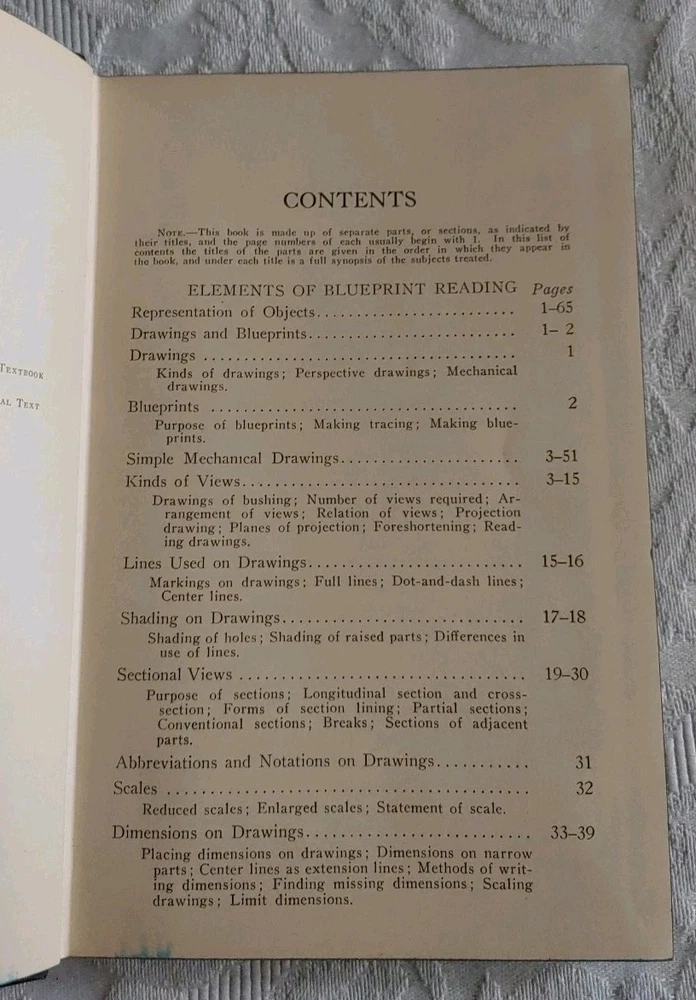 TEXTBOOK
AL TEXT
CONTENTS
NOTE.—This book is made up of separate parts, or sections, as indicated by
their titles, and the page numbers of each usually begin with 1. In this list of
contents the titles of the parts are given in the order in which they appear in
the book, and under each title is a full synopsis of the subjects treated.
ELEMENTS OF BLUEPRINT READING Pages
Representation of Objects........................ 1–65
Drawings and Blueprints......................... 1– 2
Drawings ...................................... 1
Kinds of drawings; Perspective drawings; Mechanical
drawings.
Blueprints ..................................... 2
Purpose of blueprints; Making tracing; Making blue-
prints.
Simple Mechanical Drawings..................... 3–51
Kinds of Views................................. 3–15
Drawings of bushing; Number of views required; Ar-
rangement of views; Relation of views; Projection
drawing; Planes of projection; Foreshortening; Read-
ing drawings.
Lines Used on Drawings.......................... 15–16
Markings on drawings; Full lines; Dot-and-dash lines;
Center lines.
Shading on Drawings............................. 17–18
Shading of holes; Shading of raised parts; Differences in
use of lines.
Sectional Views ................................... 19–30
Purpose of sections; Longitudinal section and cross-
section; Forms of section lining; Partial sections;
Conventional sections; Breaks; Sections of adjacent
parts.
Abbreviations and Notations on Drawings........... 31
Scales ............................................ 32
Reduced scales; Enlarged scales; Statement of scale.
Dimensions on Drawings........................... 33–39
Placing dimensions on drawings; Dimensions on narrow
parts; Center lines as extension lines; Methods of writ-
ing dimensions; Finding missing dimensions; Scaling
drawings; Limit dimensions.